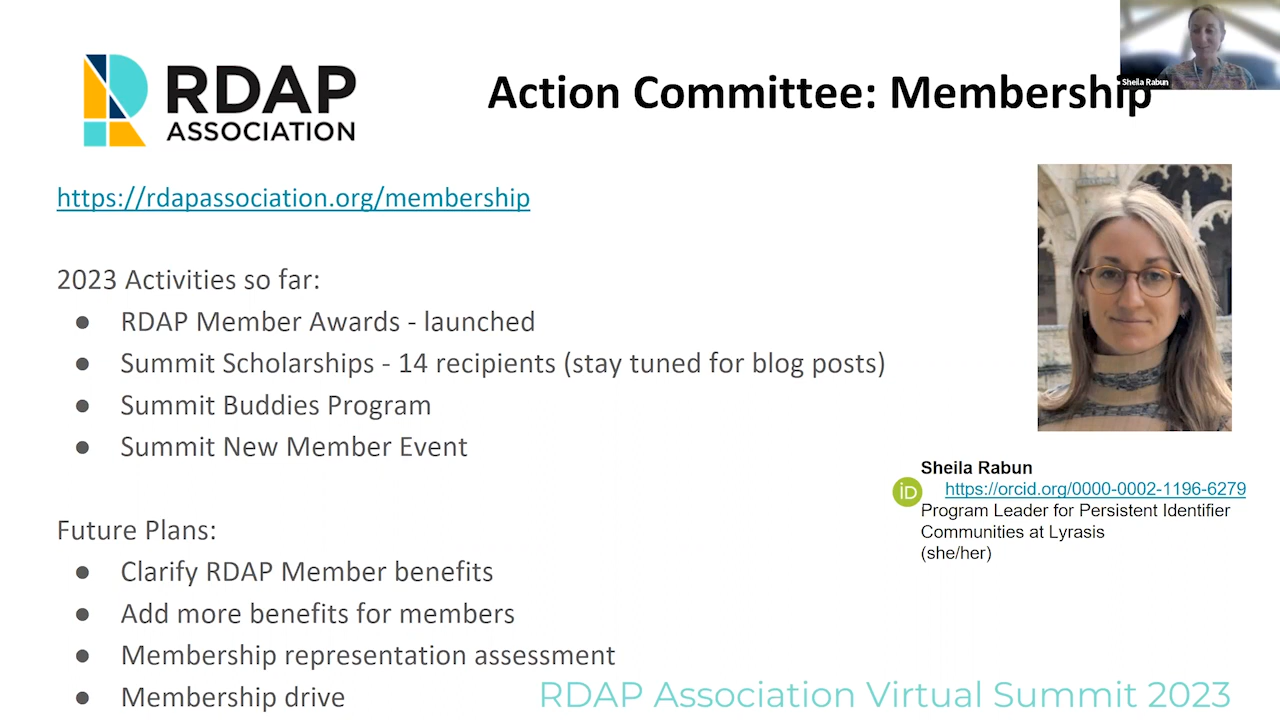 RDAP
ASSOCIATION
Action Committee: Membership
Sheila Rabun
https://rdapassociation.org/membership
2023 Activities so far:
● RDAP Member Awards - launched
● Summit Scholarships - 14 recipients (stay tuned for blog posts)
● Summit Buddies Program
● Summit New Member Event
Sheila Rabun
iD https://orcid.org/0000-0002-1196-6279
Program Leader for Persistent Identifier
Communities at Lyrasis
(she/her)
Future Plans:
● Clarify RDAP Member benefits
● Add more benefits for members
● Membership representation assessment
● Membership drive
RDAP Association Virtual Summit 2023